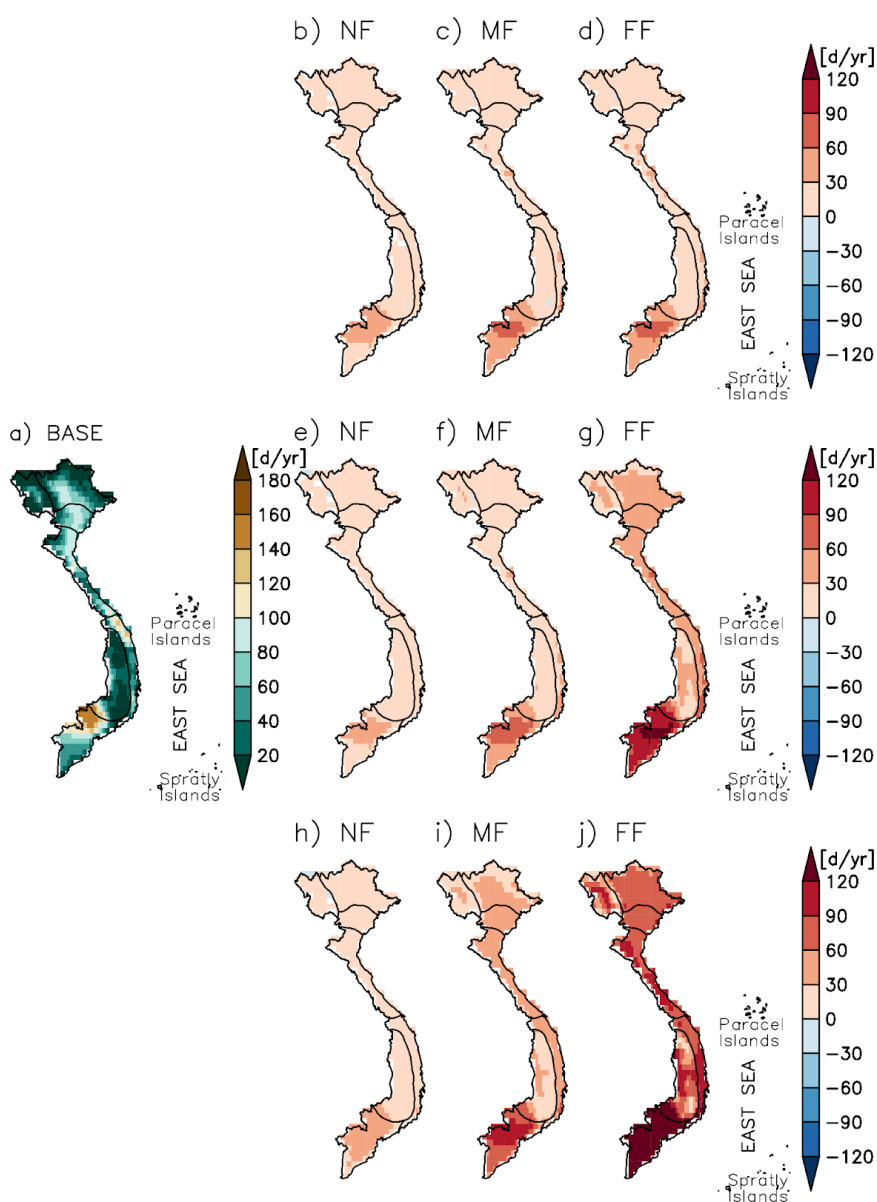 b) NF
c) MF
d) FF
[d/yr]
120
90
60
30
0
−30
−60
−90
−120
Paracel
Islands
EAST SEA
Spratly
Islands
a) BASE
[d/yr]
180
160
140
120
100
80
60
40
20
Paracel
Islands
EAST SEA
Spratly
Islands
e) NF
f) MF
g) FF
[d/yr]
120
90
60
30
0
−30
−60
−90
−120
Paracel
Islands
EAST SEA
Spratly
Islands
h) NF
i) MF
j) FF
[d/yr]
120
90
60
30
0
−30
−60
−90
−120
Paracel
Islands
EAST SEA
Spratly
Islands